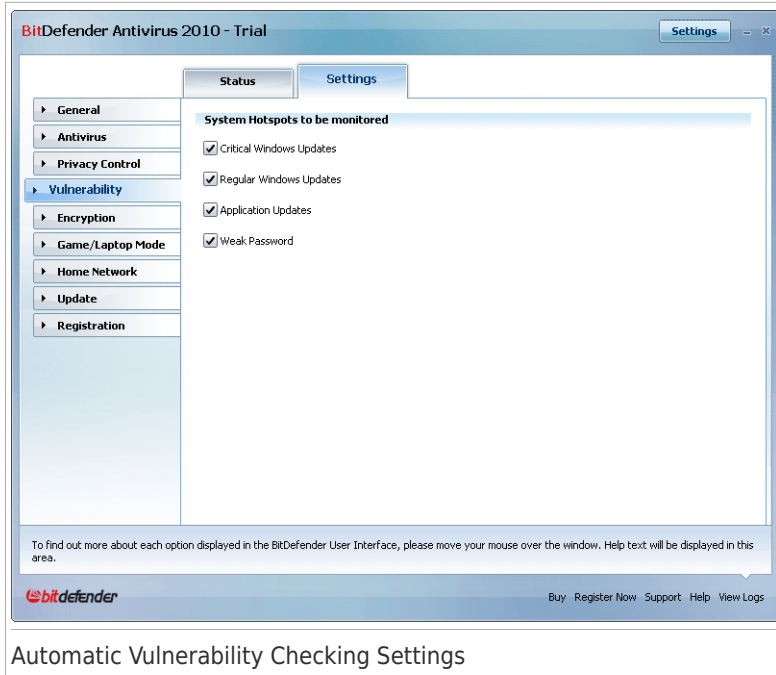 BitDefender Antivirus 2010 - Trial
Settings
Status
Settings
General
Antivirus
Privacy Control
Vulnerability
Encryption
Game/Laptop Mode
Home Network
Update
Registration
System Hotspots to be monitored
Critical Windows Updates
Regular Windows Updates
Application Updates
Weak Password
To find out more about each option displayed in the BitDefender User Interface, please move your mouse over the window. Help text will be displayed in this
area.
bitdefender
Buy Register Now Support Help View Logs
Automatic Vulnerability Checking Settings